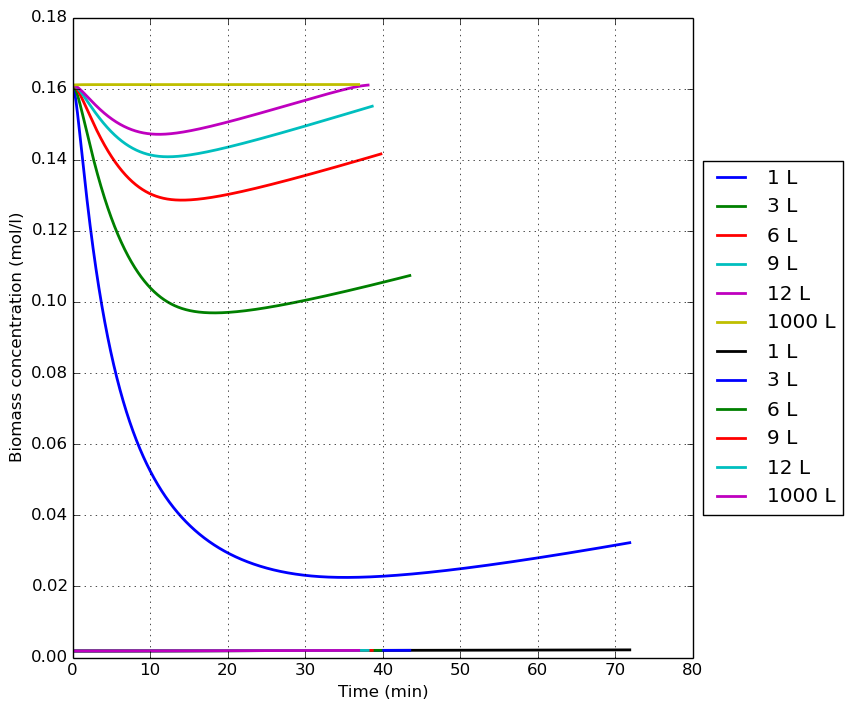 0.18
0.16
0.14
0.12
0.10
0.08
0.06
0.04
0.02
0.00
Biomass concentration (mol/l)
0 10 20 30 40 50 60 70 80
Time (min)
1 L
3 L
6 L
9 L
12 L
1000 L
1 L
3 L
6 L
9 L
12 L
1000 L